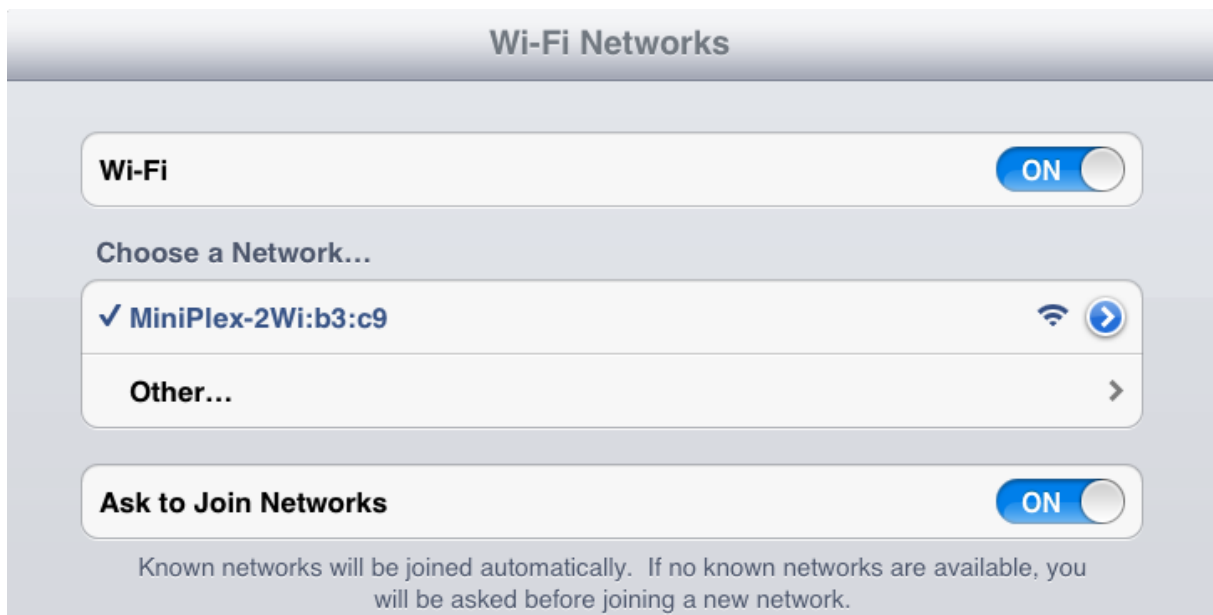 Wi-Fi Networks
Wi-Fi
ON
Choose a Network...
✓ MiniPlex-2Wi:b3:c9
Other...
Ask to Join Networks
ON
Known networks will be joined automatically.  If no known networks are available, you
will be asked before joining a new network.